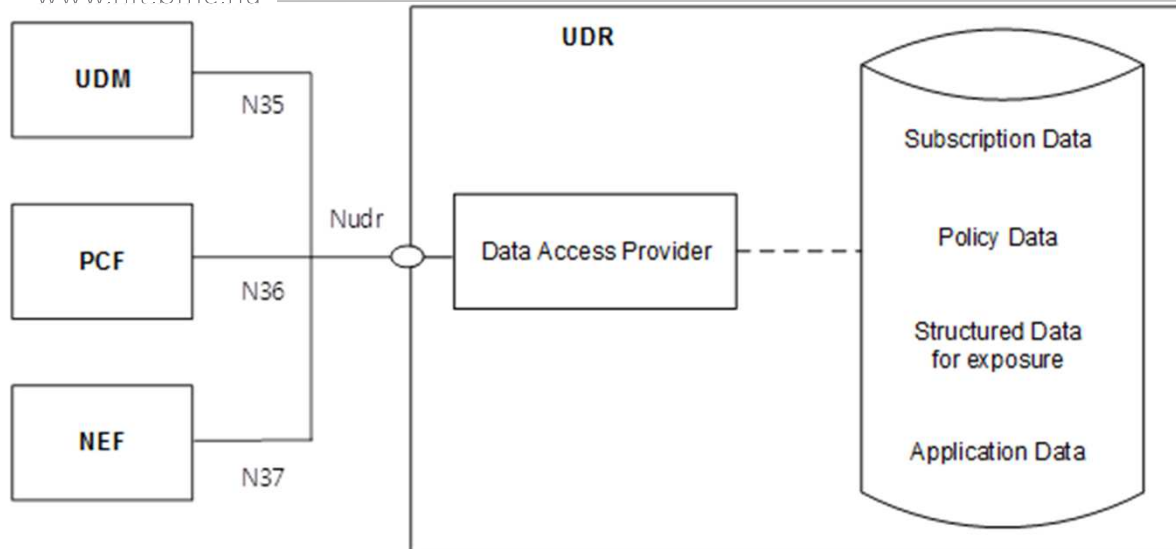 UDR
UDM
N35
Subscription Data
Nudr
Policy Data
PCF
Data Access Provider
N36
Structured Data
for exposure
NEF
Application Data
N37